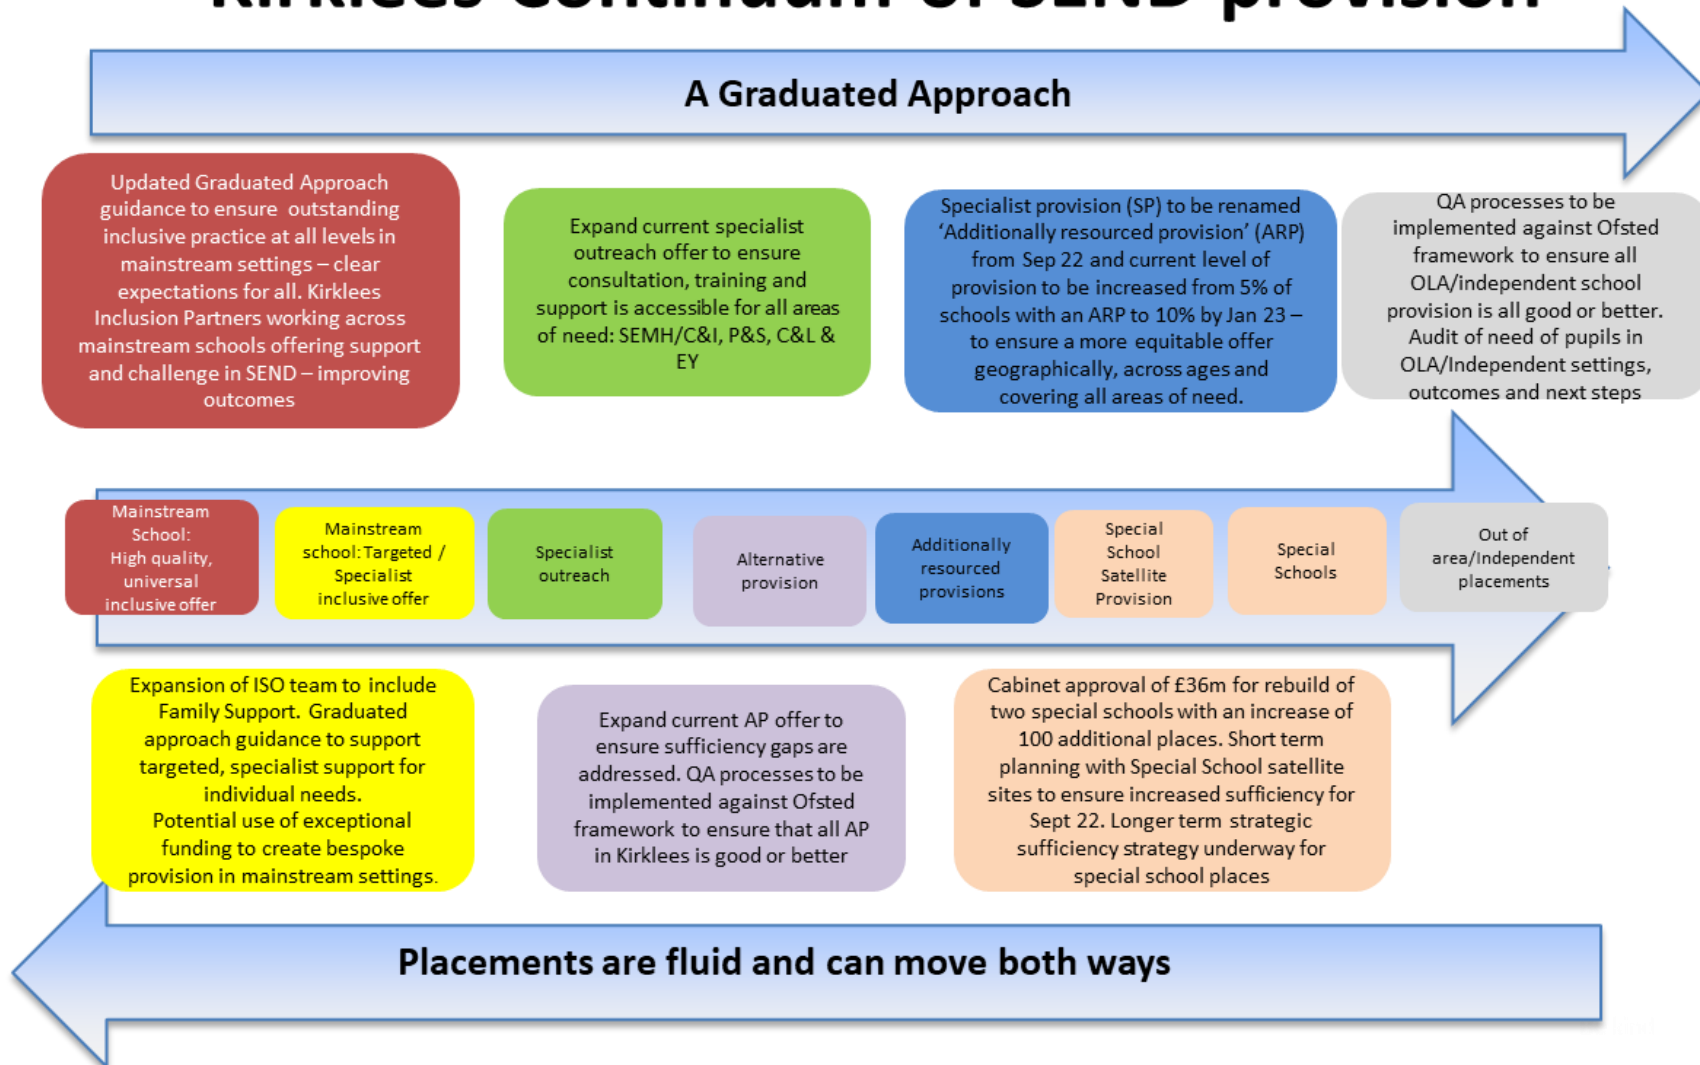 Kirklees Continuum of SEND provision
A Graduated Approach
Updated Graduated Approach
guidance to ensure outstanding
inclusive practice at all levels in
mainstream settings – clear
expectations for all. Kirklees
Inclusion Partners working across
mainstream schools offering support
and challenge in SEND – improving
outcomes
Expand current specialist
outreach offer to ensure
consultation, training and
support is accessible for all areas
of need: SEMH/C&I, P&S, C&L &
EY
Specialist provision (SP) to be renamed
‘Additionally resourced provision’ (ARP)
from Sep 22 and current level of
provision to be increased from 5% of
schools with an ARP to 10% by Jan 23 –
to ensure a more equitable offer
geographically, across ages and
covering all areas of need.
QA processes to be
implemented against Ofsted
framework to ensure all
OLA/independent school
provision is all good or better.
Audit of need of pupils in
OLA/Independent settings,
outcomes and next steps
Mainstream
School:
High quality,
universal
inclusive offer
Mainstream
school: Targeted /
Specialist
inclusive offer
Specialist
outreach
Alternative
provision
Additionally
resourced
provisions
Special
School
Satellite
Provision
Special
Schools
Out of
area/Independent
placements
Expansion of ISO team to include
Family Support. Graduated
approach guidance to support
targeted, specialist support for
individual needs.
Potential use of exceptional
funding to create bespoke
provision in mainstream settings.
Expand current AP offer to
ensure sufficiency gaps are
addressed. QA processes to be
implemented against Ofsted
framework to ensure that all AP
in Kirklees is good or better
Cabinet approval of £36m for rebuild of
two special schools with an increase of
100 additional places. Short term
planning with Special School satellite
sites to ensure increased sufficiency for
Sept 22. Longer term strategic
sufficiency strategy underway for
special school places
Placements are fluid and can move both ways